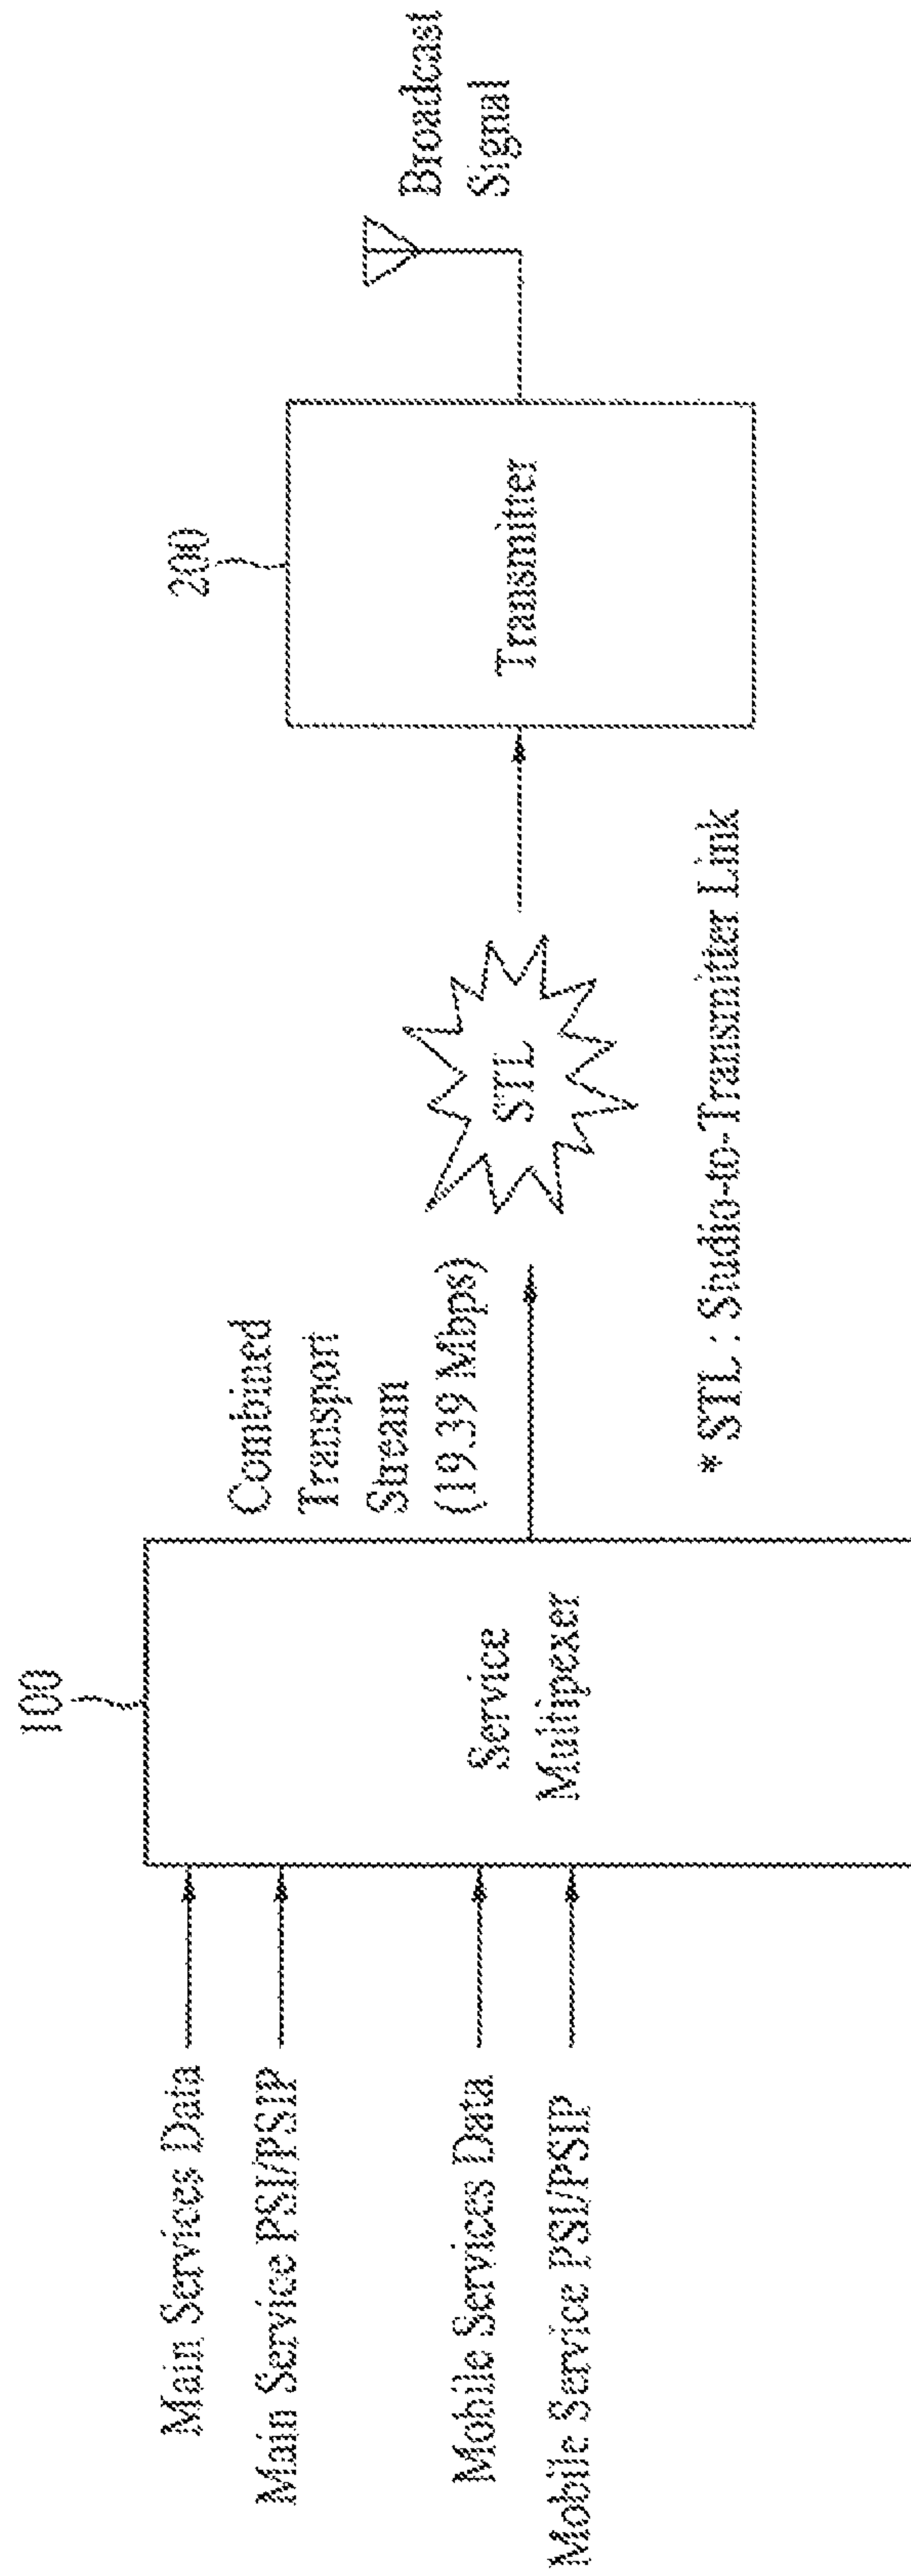 Main Services Data
Main Service PSI/PSIP
Mobile Services Data
Mobile Service PSI/PSIP
100
Service
Multipexer
Combined
Transport
Stream
(19.39 Mbps)
STL
200
Transmitter
Broadcast
Signal
* STL : Studio-to-Transmitter Link